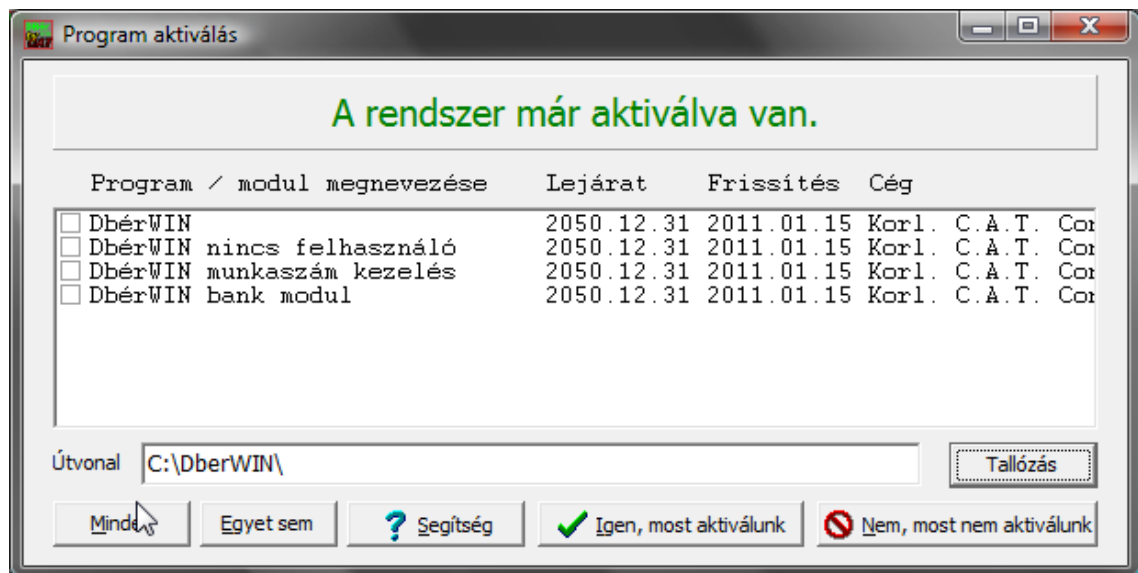 Program aktiválás
A rendszer már aktiválva van.
Program / modul megnevezése Lejárat Frissítés Cég
DbérWIN 2050.12.31 2011.01.15 Korl. C.A.T.
DbérWIN nincs felhasználó 2050.12.31 2011.01.15 Korl. C.A.T.
DbérWIN munkaszám kezelés 2050.12.31 2011.01.15 Korl. C.A.T.
DbérWIN bank modul 2050.12.31 2011.01.15 Korl. C.A.T.
Útvonal C:\DberWIN\ Tallózás
Egyet sem ? Segítség Igen, most aktiválunk Nem, most nem aktiválunk